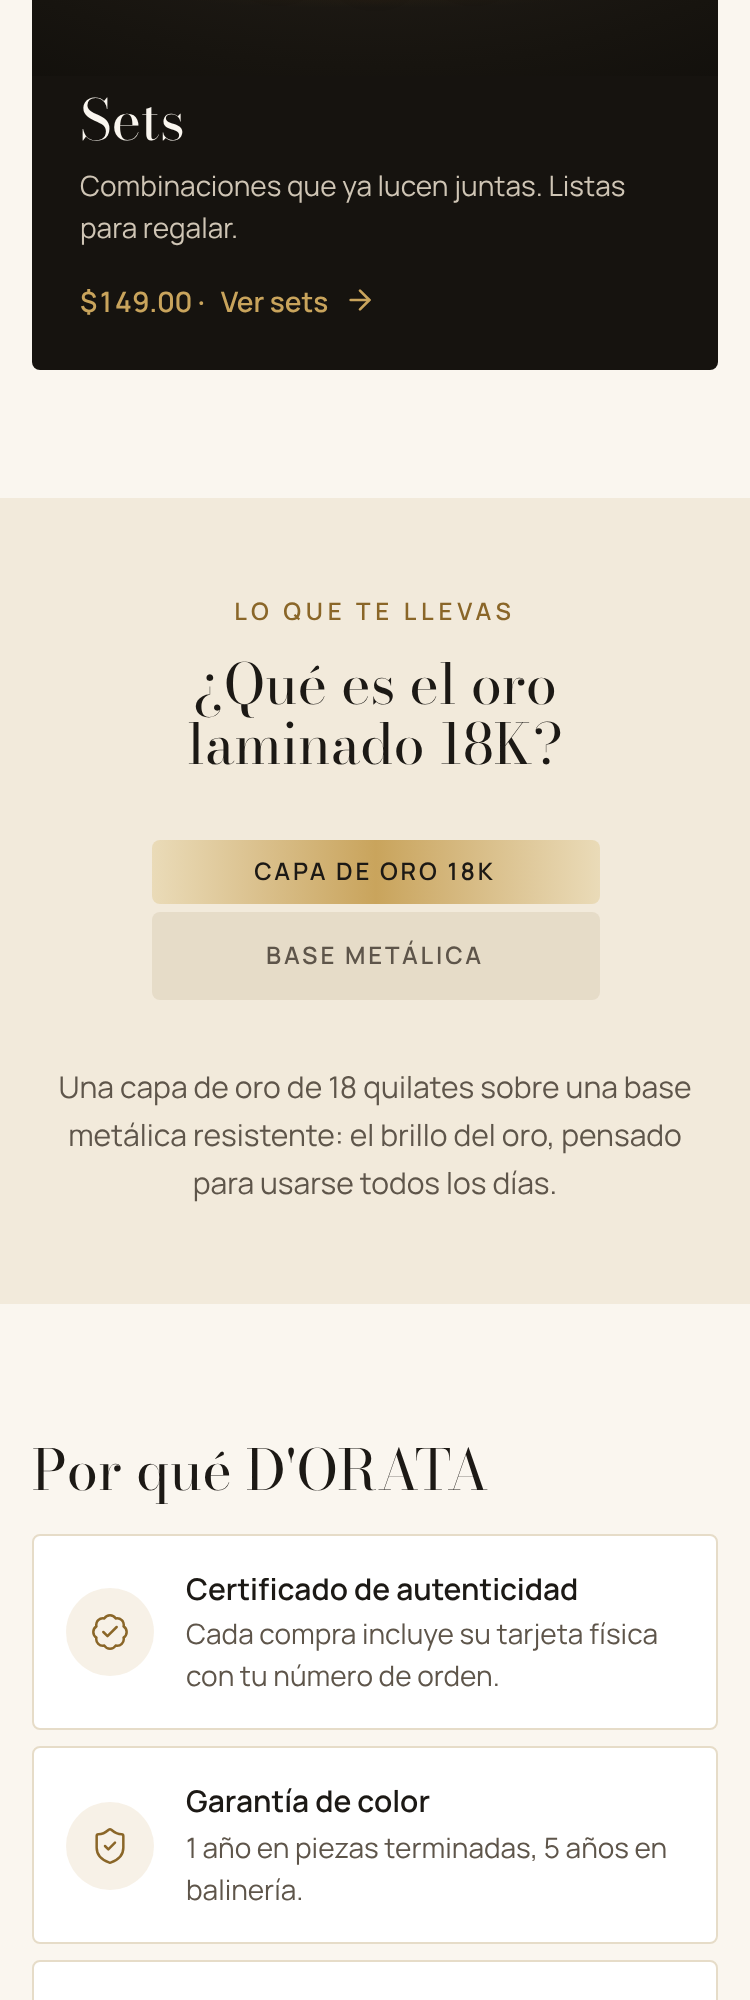 Sets
Combinaciones que ya lucen juntas. Listas
para regalar.
$149.00 · Ver sets →
LO QUE TE LLEVAS
¿Qué es el oro
laminado 18K?
CAPA DE ORO 18K
BASE METÁLICA
Una capa de oro de 18 quilates sobre una base
metálica resistente: el brillo del oro, pensado
para usarse todos los días.
Por qué D'ORATA
Certificado de autenticidad
Cada compra incluye su tarjeta física
con tu número de orden.
Garantía de color
1 año en piezas terminadas, 5 años en
balinería.